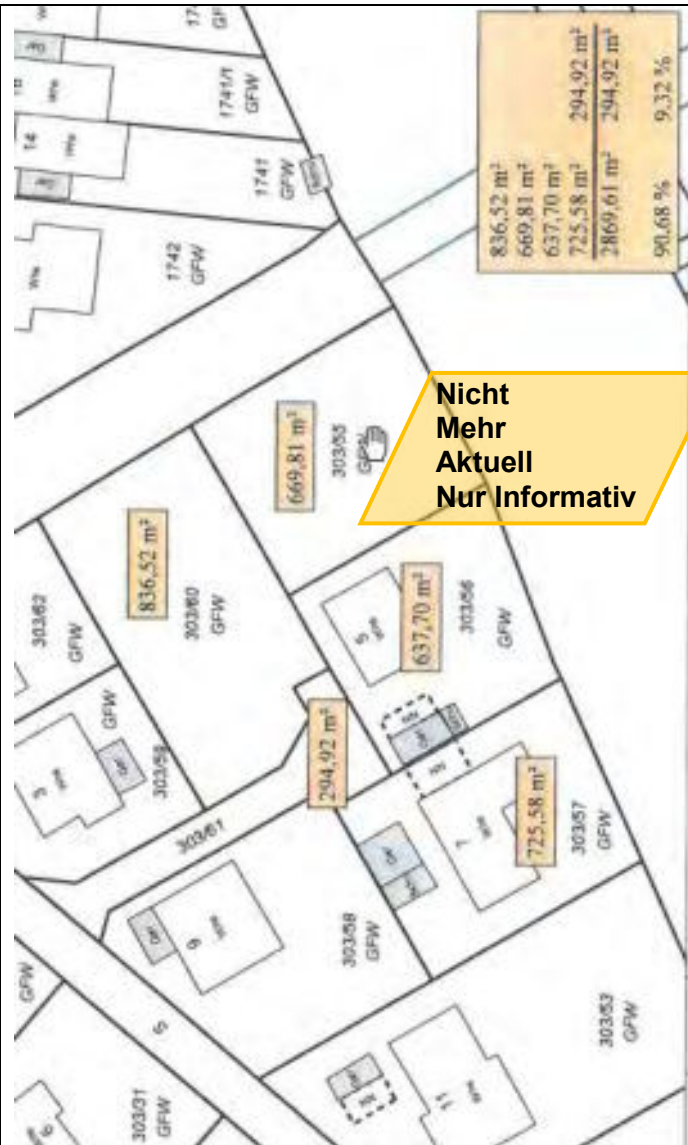 1741/1
GFW
1741
GFW
1742
GFW
14
836,52 m²
669,81 m²
637,70 m²
725,58 m² 294,92 m²
2869,61 m² 294,92 m²
90,68 % 9,32 %
Nicht
Mehr
Aktuell
Nur Informativ
669,81 m²
303/55
836,52 m²
303/60
GFW
303/62
GFW
GFW
3
637,70 m²
303/56
GFW
5
294,92 m²
303/61
725,58 m²
303/57
GFW
7
303/58
GFW
9
303/53
GFW
11
GFW
303/31
GFW